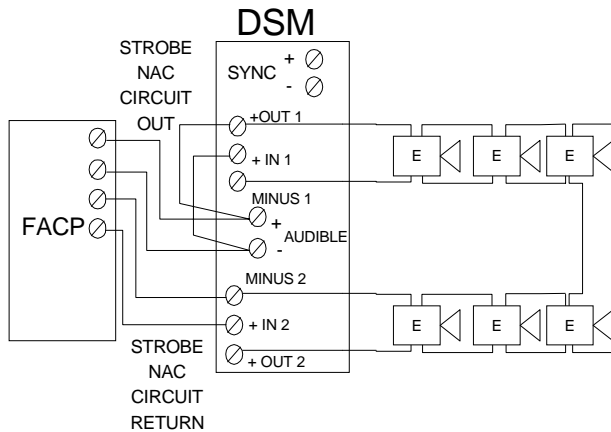 DSM
STROBE
NAC
CIRCUIT
OUT
SYNC
+
-
+OUT 1
+ IN 1
MINUS 1
+
AUDIBLE
-
FACP
MINUS 2
+ IN 2
+ OUT 2
STROBE
NAC
CIRCUIT
RETURN
E
E
E
E
E
E